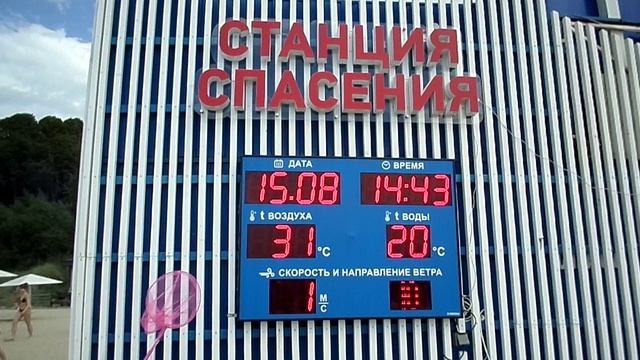 СТАНЦИЯ
СПАСЕНИЯ
ДАТА ВРЕМЯ
15.08 14:43
t ВОЗДУХА t ВОДЫ
31 °C 20 °C
СКОРОСТЬ И НАПРАВЛЕНИЕ ВЕТРА
1 М/С